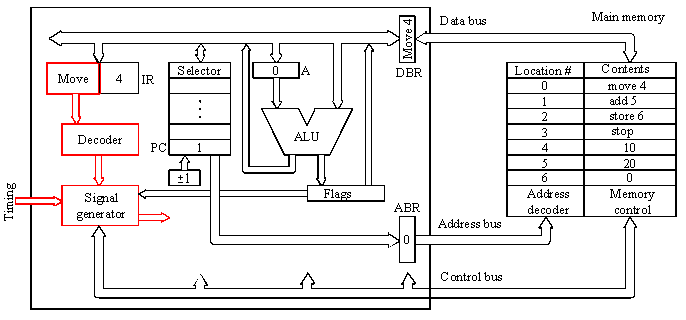 Data bus
Main memory
Move 4
DBR
Move 4 IR
Selector
0 A
Location # Contents
0 move 4
1 add 5
2 store 6
3 stop
4 10
5 20
6 0
Address decoder
Memory control
Decoder
ALU
PC 1
±1
Timing
Signal generator
Flags
ABR
0
Address bus
Control bus